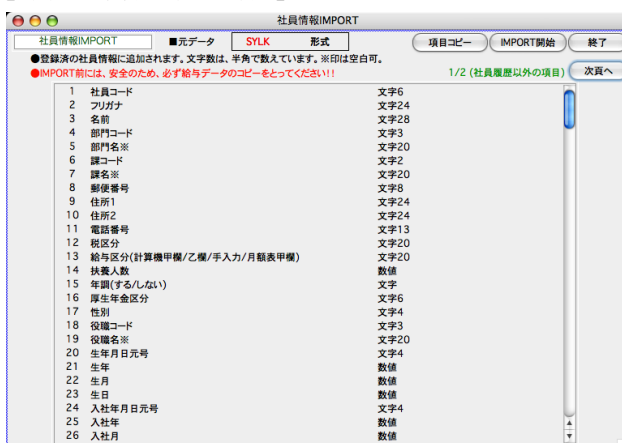 社員情報IMPORT
社員情報IMPORT ■元データ SYLK 形式 項目コピー IMPORT開始 終了
●登録済の社員情報に追加されます。文字数は、半角で数えています。※印は空白可。
●IMPORT前には、安全のため、必ず給与データのコピーをとってください!! 1/2 (社員履歴以外の項目) 次頁へ
1 社員コード 文字6
2 フリガナ 文字24
3 名前 文字28
4 部門コード 文字3
5 部門名※ 文字20
6 課コード 文字2
7 課名※ 文字20
8 郵便番号 文字8
9 住所1 文字24
10 住所2 文字24
11 電話番号 文字13
12 税区分 文字20
13 給与区分(計算機甲欄/乙欄/手入力/月額表甲欄) 文字20
14 扶養人数 数値
15 年調(する/しない) 文字
16 厚生年金区分 文字6
17 性別 文字4
18 役職コード 文字3
19 役職名※ 文字20
20 生年月日元号 文字4
21 生年 数値
22 生月 数値
23 生日 数値
24 入社年月日元号 文字4
25 入社年 数値
26 入社月 数値